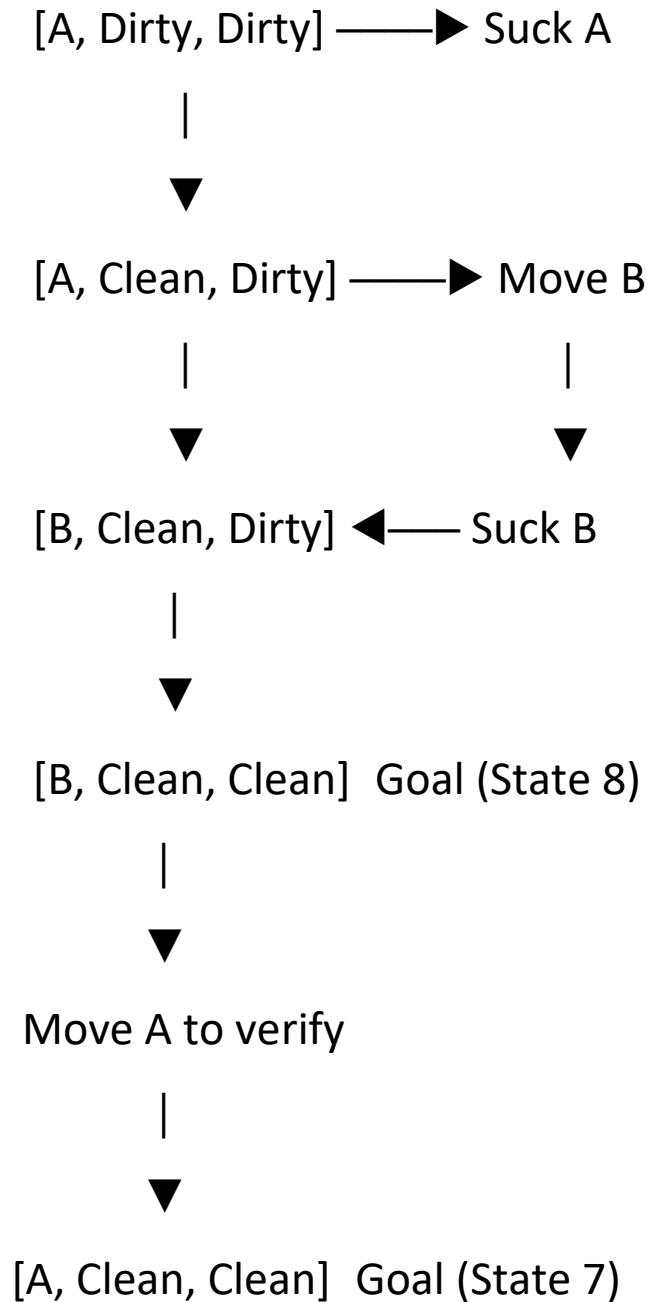 [A, Dirty, Dirty] ———▶ Suck A
|
▼
[A, Clean, Dirty] ———▶ Move B
| |
▼ ▼
[B, Clean, Dirty] ◀—— Suck B
|
▼
[B, Clean, Clean] Goal (State 8)
|
▼
Move A to verify
|
▼
[A, Clean, Clean] Goal (State 7)